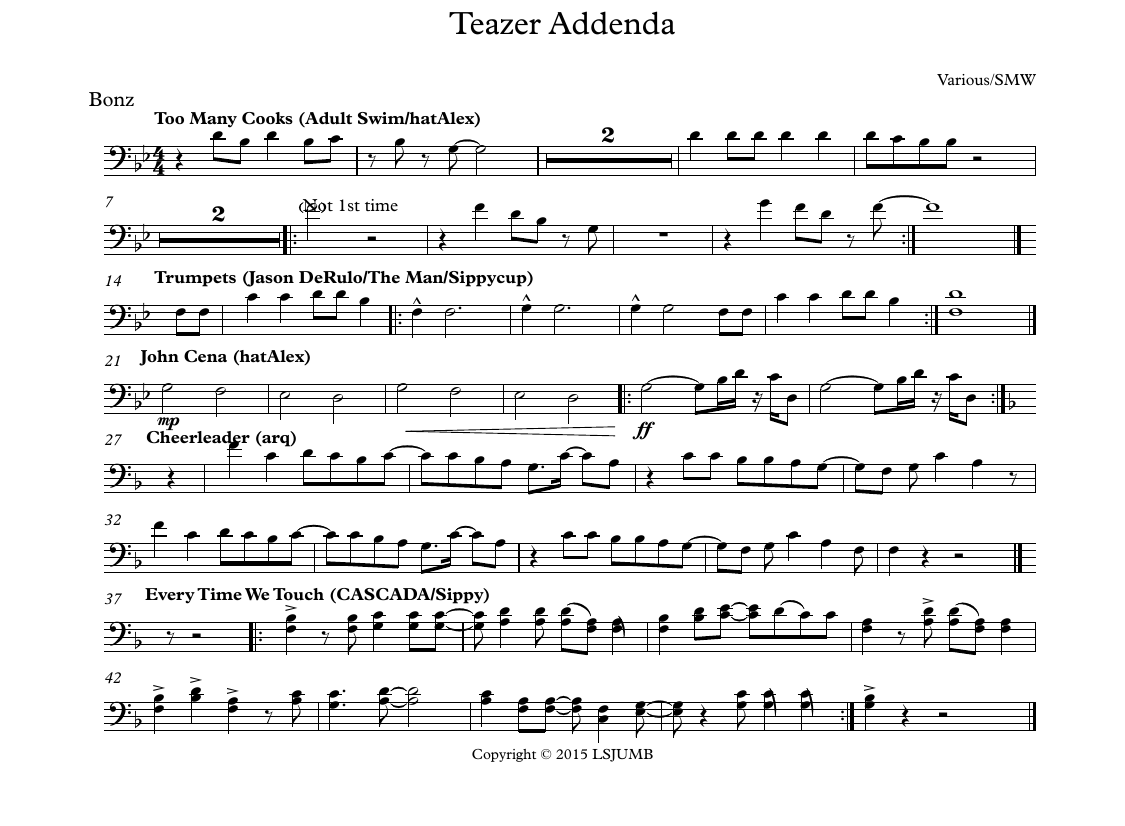 Teazer Addenda
Various/SMW
Bonz
Too Many Cooks (Adult Swim/hatAlex)
2
7
2
(Not 1st time
14
Trumpets (Jason DeRulo/The Man/Sippycup)
21
John Cena (hatAlex)
mp
ff
27
Cheerleader (arq)
32
37
Every Time We Touch (CASCADA/Sippy)
42
Copyright © 2015 LSJUMB